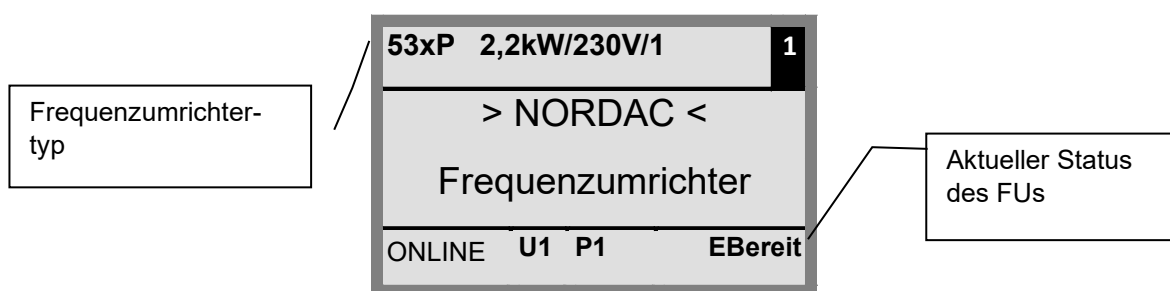 Frequenzumrichter-
typ
53xP 2,2kW/230V/1 1
> NORDAC <
Frequenzumrichter
ONLINE U1 P1 EBereit
Aktueller Status
des FUs